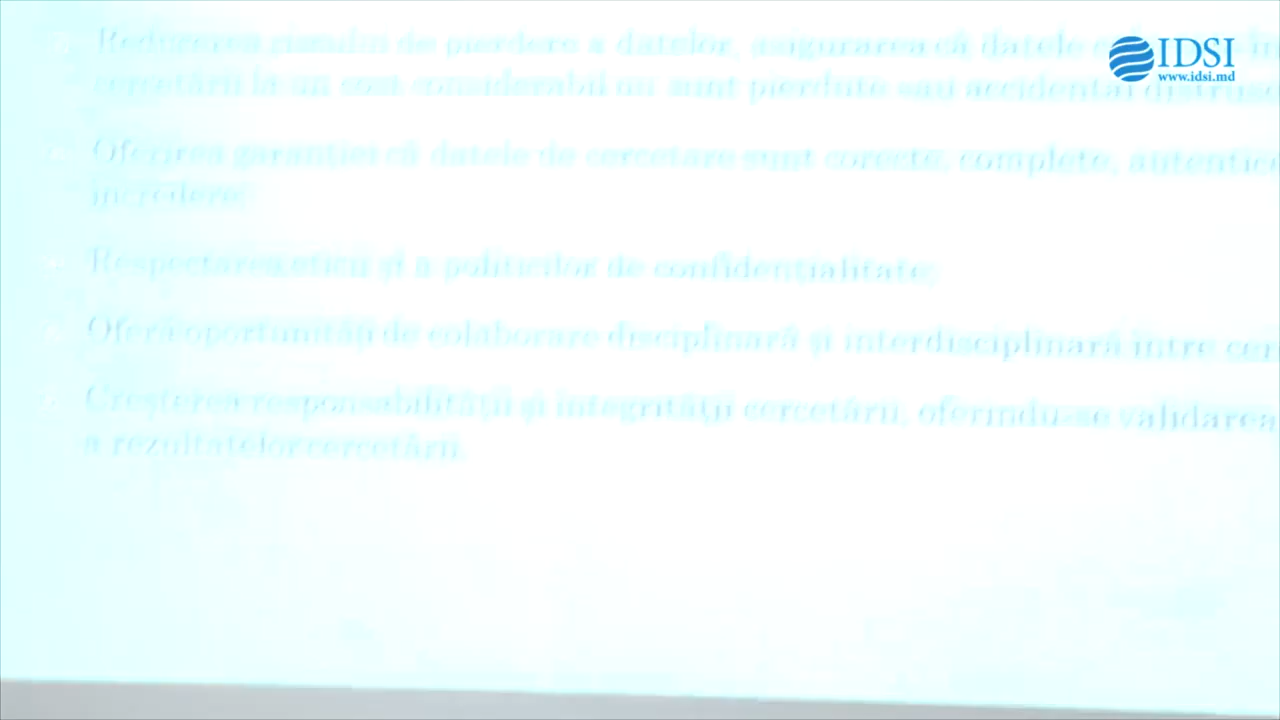 Reducerea riscului de pierdere a datelor, asigurarea că datele
cercetării la un cost considerabil nu sunt pierdute sau accidental distruse
Oferirea garanției că datele de cercetare sunt corecte, complete, autentice
încredere;
Respectarea eticii și a politicilor de confidențialitate;
Oferă oportunități de colaborare disciplinară și interdisciplinară între
Creșterea responsabilității și integrității cercetării, oferindu-se validarea
a rezultatelor cercetării.
IDSI
www.idsi.md